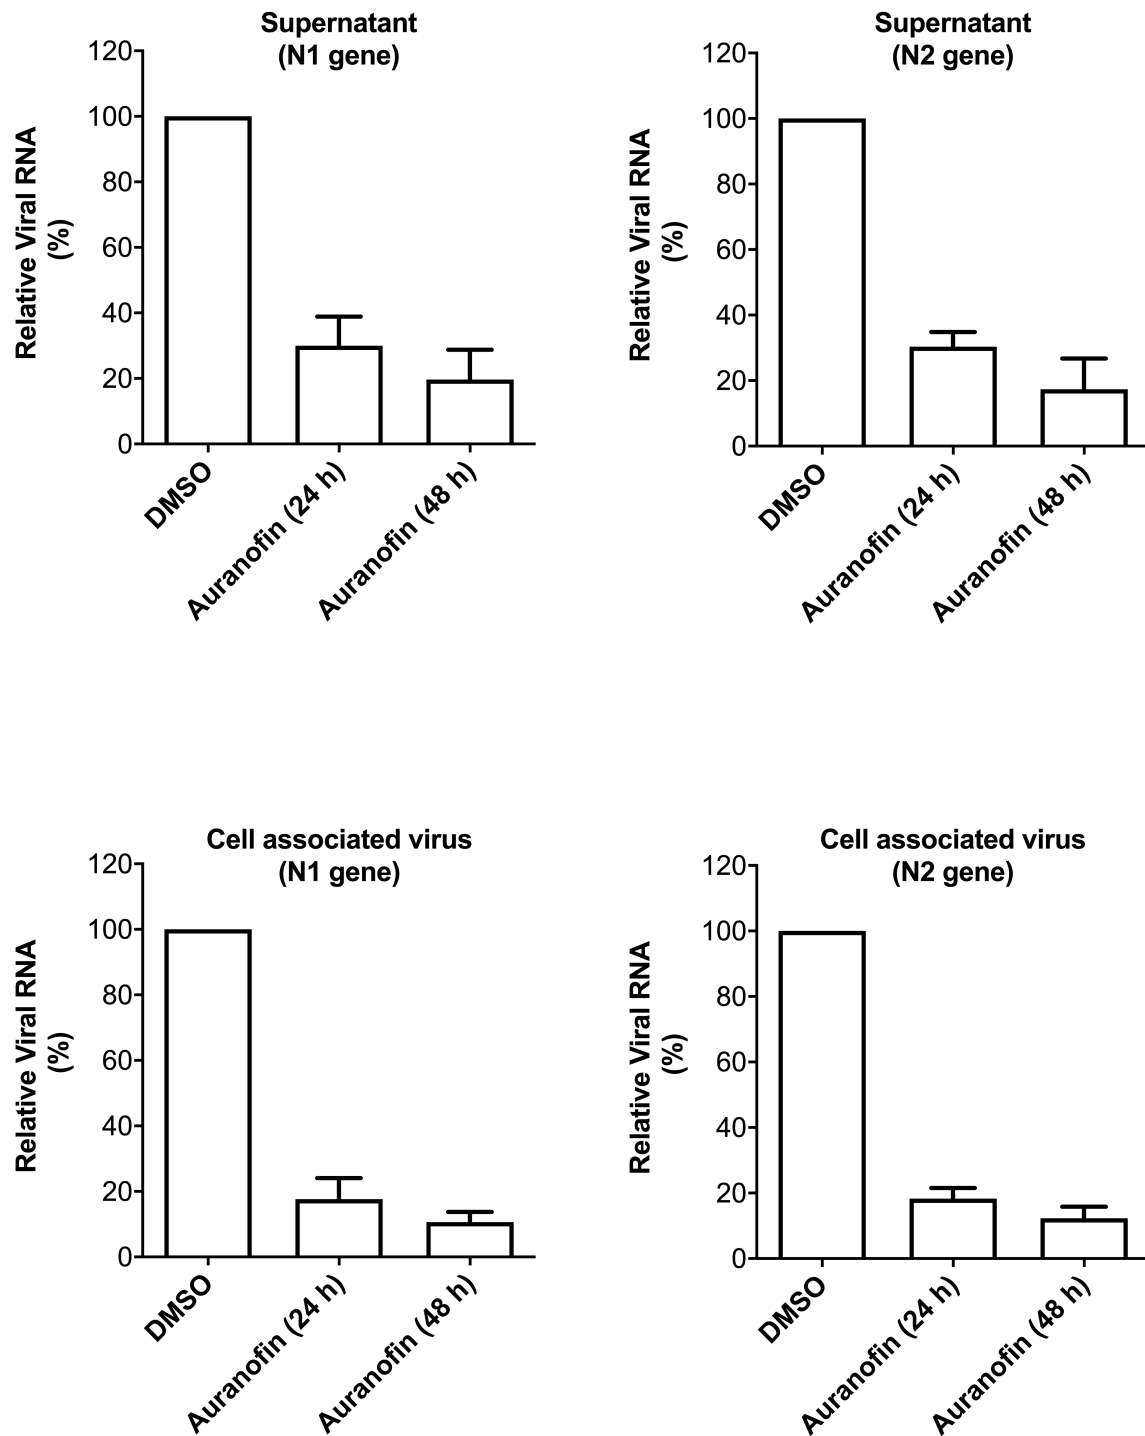 Supernatant
(N1 gene)
Relative Viral RNA
(%)
120
100
80
60
40
20
0
DMSO
Auranofin (24 h)
Auranofin (48 h)
Supernatant
(N2 gene)
Relative Viral RNA
(%)
120
100
80
60
40
20
0
DMSO
Auranofin (24 h)
Auranofin (48 h)
Cell associated virus
(N1 gene)
Relative Viral RNA
(%)
120
100
80
60
40
20
0
DMSO
Auranofin (24 h)
Auranofin (48 h)
Cell associated virus
(N2 gene)
Relative Viral RNA
(%)
120
100
80
60
40
20
0
DMSO
Auranofin (24 h)
Auranofin (48 h)